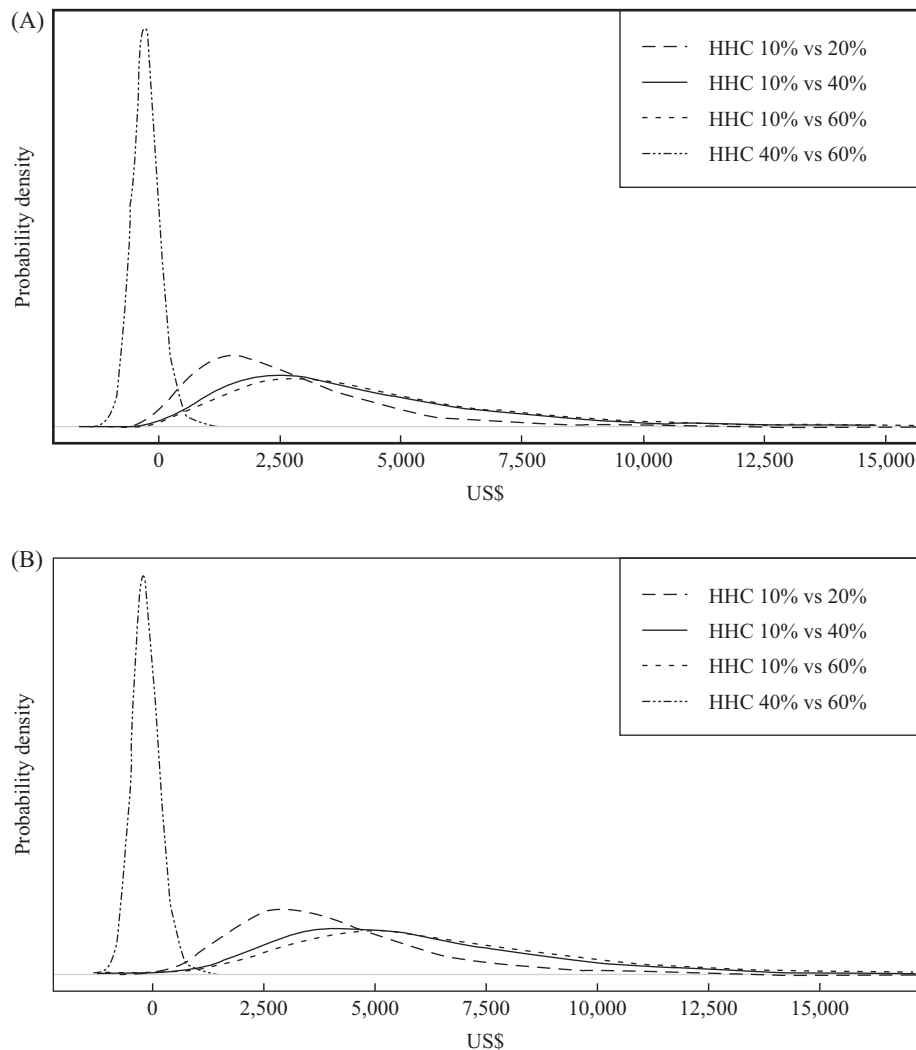 (A)
HHC 10% vs 20%
HHC 10% vs 40%
HHC 10% vs 60%
HHC 40% vs 60%
Probability density
0 2,500 5,000 7,500 10,000 12,500 15,000
US$
(B)
HHC 10% vs 20%
HHC 10% vs 40%
HHC 10% vs 60%
HHC 40% vs 60%
Probability density
0 2,500 5,000 7,500 10,000 12,500 15,000
US$